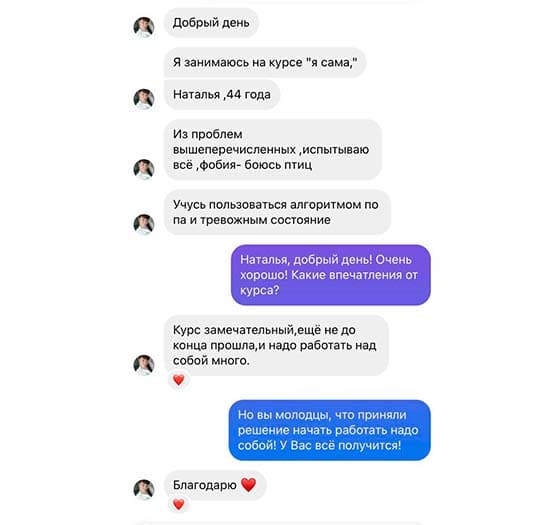 Добрый день
Я занимаюсь на курсе "я сама,"
Наталья ,44 года
Из проблем
вышеперечисленных ,испытываю
всё ,фобия- боюсь птиц
Учусь пользоваться алгоритмом по
па и тревожным состояние
Наталья, добрый день! Очень
хорошо! Какие впечатления от
курса?
Курс замечательный,ещё не до
конца прошла,и надо работать над
собой много.
Но вы молодцы, что приняли
решение начать работать надо
собой! У Вас всё получится!
Благодарю ❤️